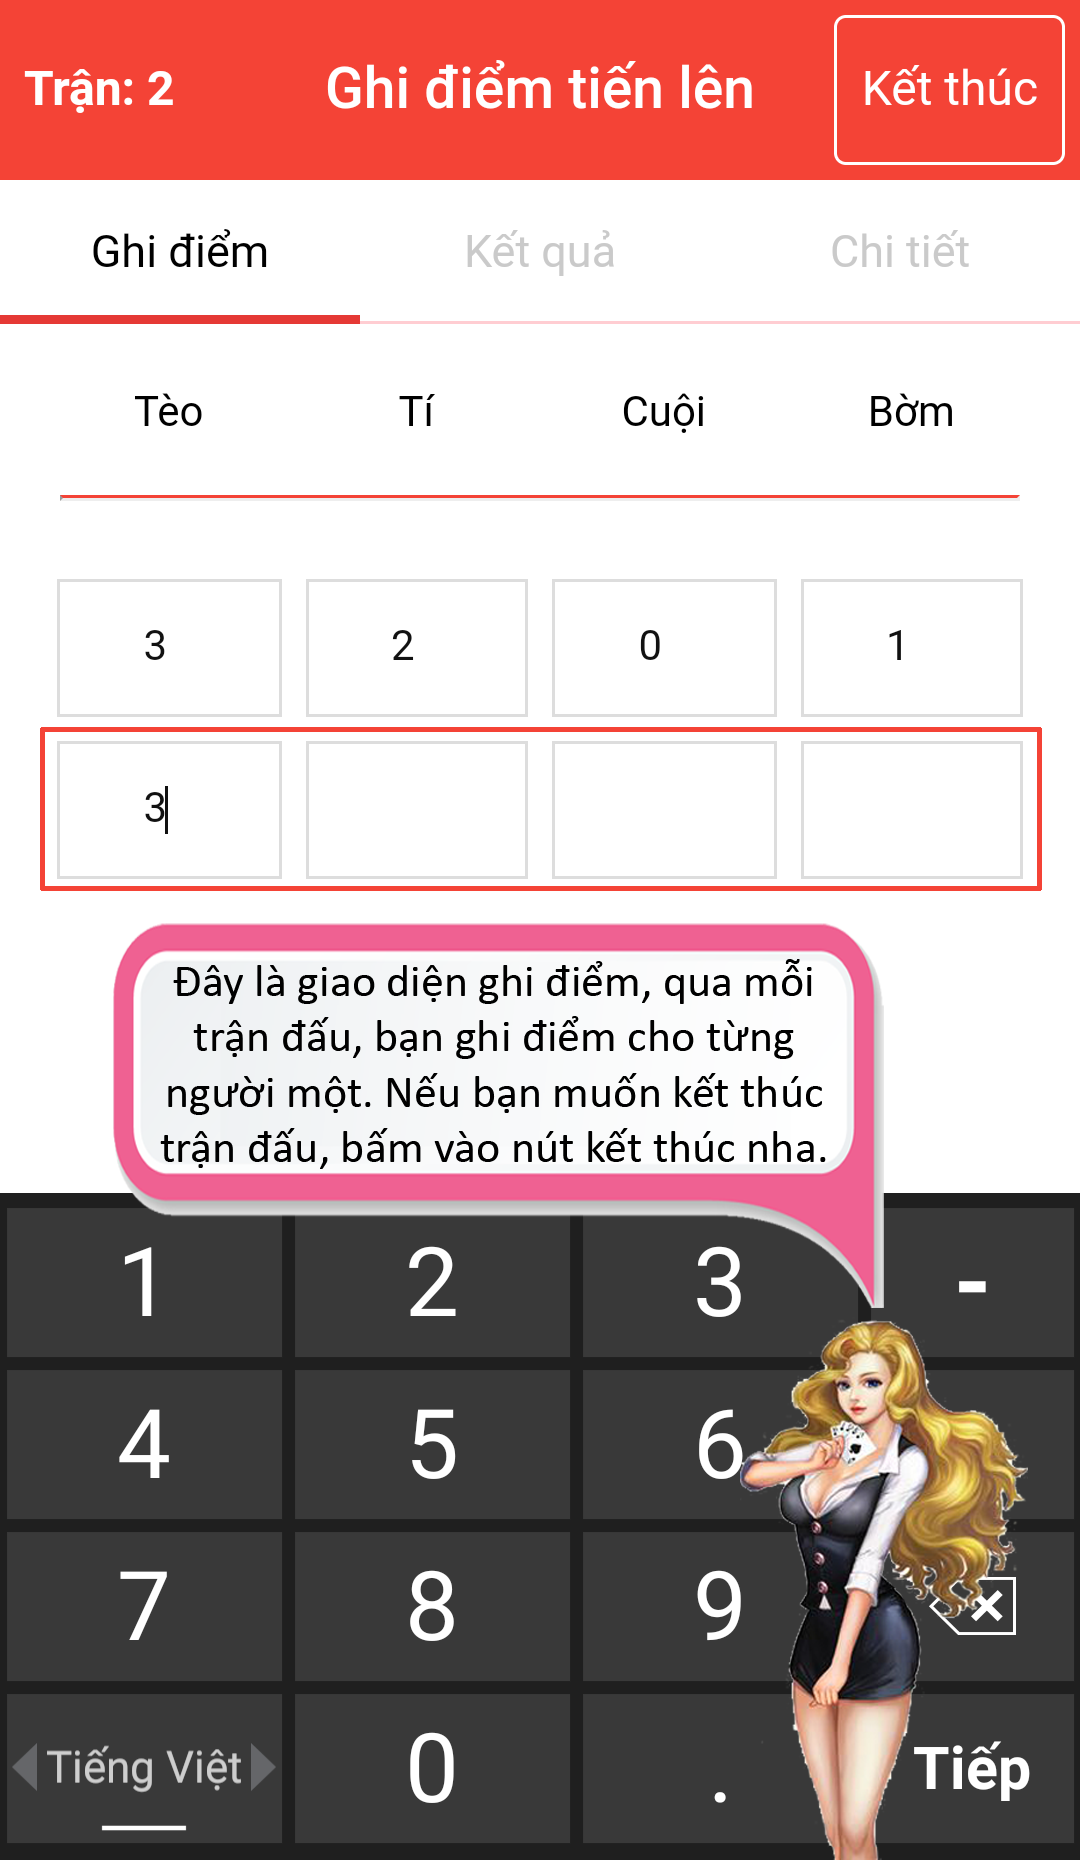 Trận: 2 Ghi điểm tiến lên Kết thúc
Ghi điểm Kết quả Chi tiết
Tèo Tí Cuội Bờm
3 2 0 1
3
Đây là giao diện ghi điểm, qua mỗi
trận đấu, bạn ghi điểm cho từng
người một. Nếu bạn muốn kết thúc
trận đấu, bấm vào nút kết thúc nha.
1 2 3 -
4 5 6
7 8 9
Tiếng Việt 0 . Tiếp